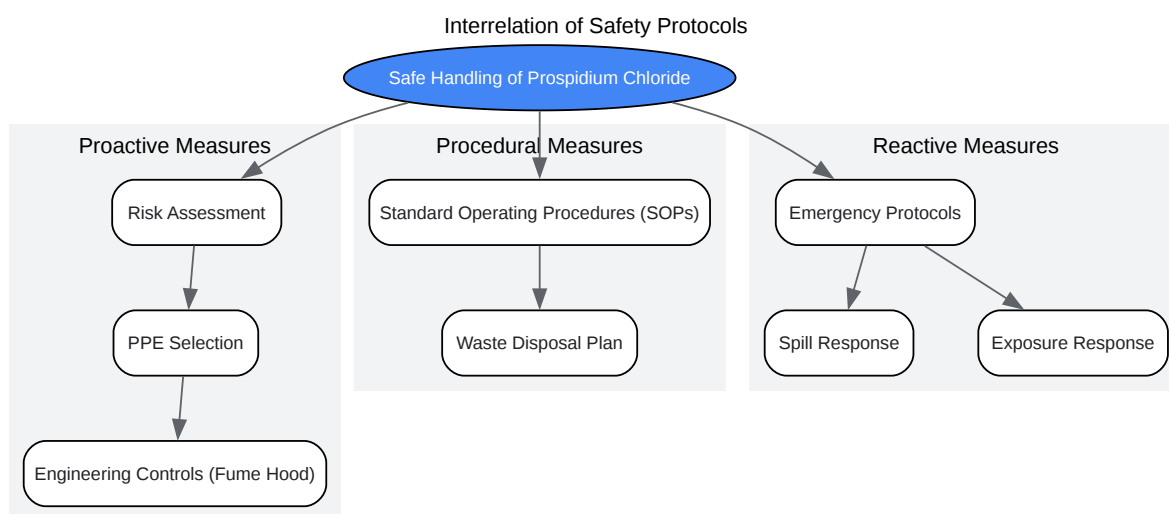 Interrelation of Safety Protocols
Safe Handling of Prospidium Chloride
Proactive Measures
Procedural Measures
Reactive Measures
Risk Assessment
Standard Operating Procedures (SOPs)
Emergency Protocols
PPE Selection
Waste Disposal Plan
Spill Response
Exposure Response
Engineering Controls (Fume Hood)